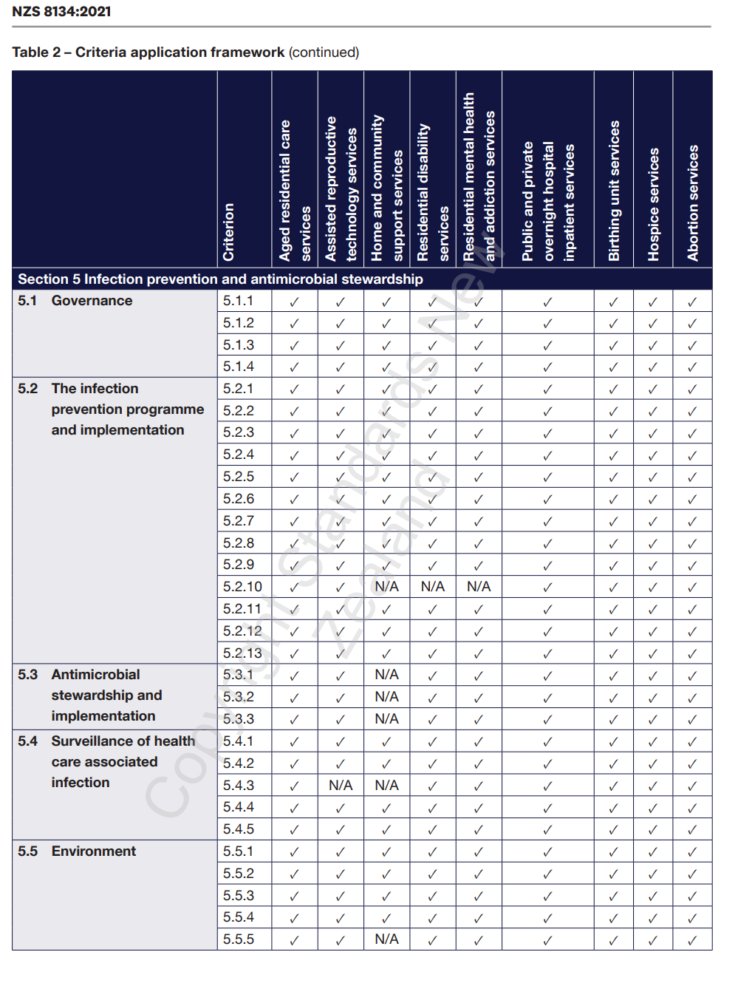 NZS 8134:2021
Table 2 – Criteria application framework (continued)
Criterion
Aged residential care
services
Assisted reproductive
technology services
Home and community
support services
Residential disability
services
Residential mental health
and addiction services
Public and private
overnight hospital
inpatient services
Birthing unit services
Hospice services
Abortion services
Section 5 Infection prevention and antimicrobial stewardship
5.1 Governance 5.1.1 ✓ ✓ ✓ ✓ ✓ ✓ ✓ ✓ ✓
5.1.2 ✓ ✓ ✓ ✓ ✓ ✓ ✓ ✓ ✓
5.1.3 ✓ ✓ ✓ ✓ ✓ ✓ ✓ ✓ ✓
5.1.4 ✓ ✓ ✓ ✓ ✓ ✓ ✓ ✓ ✓
5.2 The infection 5.2.1 ✓ ✓ ✓ ✓ ✓ ✓ ✓ ✓ ✓
prevention programme 5.2.2 ✓ ✓ ✓ ✓ ✓ ✓ ✓ ✓ ✓
and implementation 5.2.3 ✓ ✓ ✓ ✓ ✓ ✓ ✓ ✓ ✓
5.2.4 ✓ ✓ ✓ ✓ ✓ ✓ ✓ ✓ ✓
5.2.5 ✓ ✓ ✓ ✓ ✓ ✓ ✓ ✓ ✓
5.2.6 ✓ ✓ ✓ ✓ ✓ ✓ ✓ ✓ ✓
5.2.7 ✓ ✓ ✓ ✓ ✓ ✓ ✓ ✓ ✓
5.2.8 ✓ ✓ ✓ ✓ ✓ ✓ ✓ ✓ ✓
5.2.9 ✓ ✓ ✓ ✓ ✓ ✓ ✓ ✓ ✓
5.2.10 ✓ ✓ N/A N/A N/A ✓ ✓ ✓ ✓
5.2.11 ✓ ✓ ✓ ✓ ✓ ✓ ✓ ✓ ✓
5.2.12 ✓ ✓ ✓ ✓ ✓ ✓ ✓ ✓ ✓
5.2.13 ✓ ✓ ✓ ✓ ✓ ✓ ✓ ✓ ✓
5.3 Antimicrobial 5.3.1 ✓ ✓ N/A ✓ ✓ ✓ ✓ ✓ ✓
stewardship and 5.3.2 ✓ ✓ N/A ✓ ✓ ✓ ✓ ✓ ✓
implementation 5.3.3 ✓ ✓ N/A ✓ ✓ ✓ ✓ ✓ ✓
5.4 Surveillance of health 5.4.1 ✓ ✓ ✓ ✓ ✓ ✓ ✓ ✓ ✓
care associated 5.4.2 ✓ ✓ ✓ ✓ ✓ ✓ ✓ ✓ ✓
infection 5.4.3 ✓ N/A N/A ✓ ✓ ✓ ✓ ✓ ✓
5.4.4 ✓ ✓ ✓ ✓ ✓ ✓ ✓ ✓ ✓
5.4.5 ✓ ✓ ✓ ✓ ✓ ✓ ✓ ✓ ✓
5.5 Environment 5.5.1 ✓ ✓ ✓ ✓ ✓ ✓ ✓ ✓ ✓
5.5.2 ✓ ✓ ✓ ✓ ✓ ✓ ✓ ✓ ✓
5.5.3 ✓ ✓ ✓ ✓ ✓ ✓ ✓ ✓ ✓
5.5.4 ✓ ✓ ✓ ✓ ✓ ✓ ✓ ✓ ✓
5.5.5 ✓ ✓ N/A ✓ ✓ ✓ ✓ ✓ ✓
Copyright Standards New
Zealand